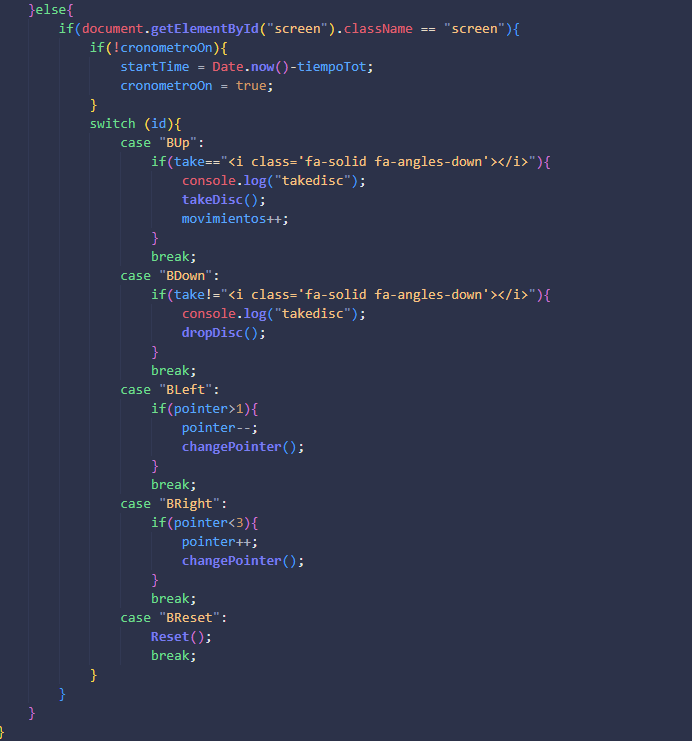 }else{
if(document.getElementById("screen").className == "screen"){
if(!cronometroOn){
startTime = Date.now()-tiempoTot;
cronometroOn = true;
}
switch (id){
case "BUp":
if(take=="<i class='fa-solid fa-angles-down'></i>"){
console.log("takedisc");
takeDisc();
movimientos++;
}
break;
case "BDown":
if(take!="<i class='fa-solid fa-angles-down'></i>"){
console.log("takedisc");
dropDisc();
}
break;
case "BLeft":
if(pointer>1){
pointer--;
changePointer();
}
break;
case "BRight":
if(pointer<3){
pointer++;
changePointer();
}
break;
case "BReset":
Reset();
break;
}
}
}
}